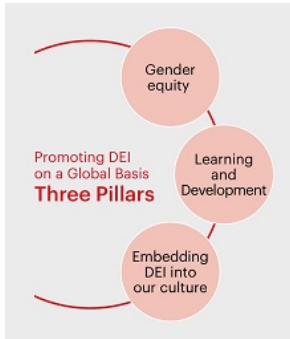 Gender
equity
Promoting DEI
on a Global Basis
Three Pillars
Learning
and
Development
Embedding
DEI into
our culture